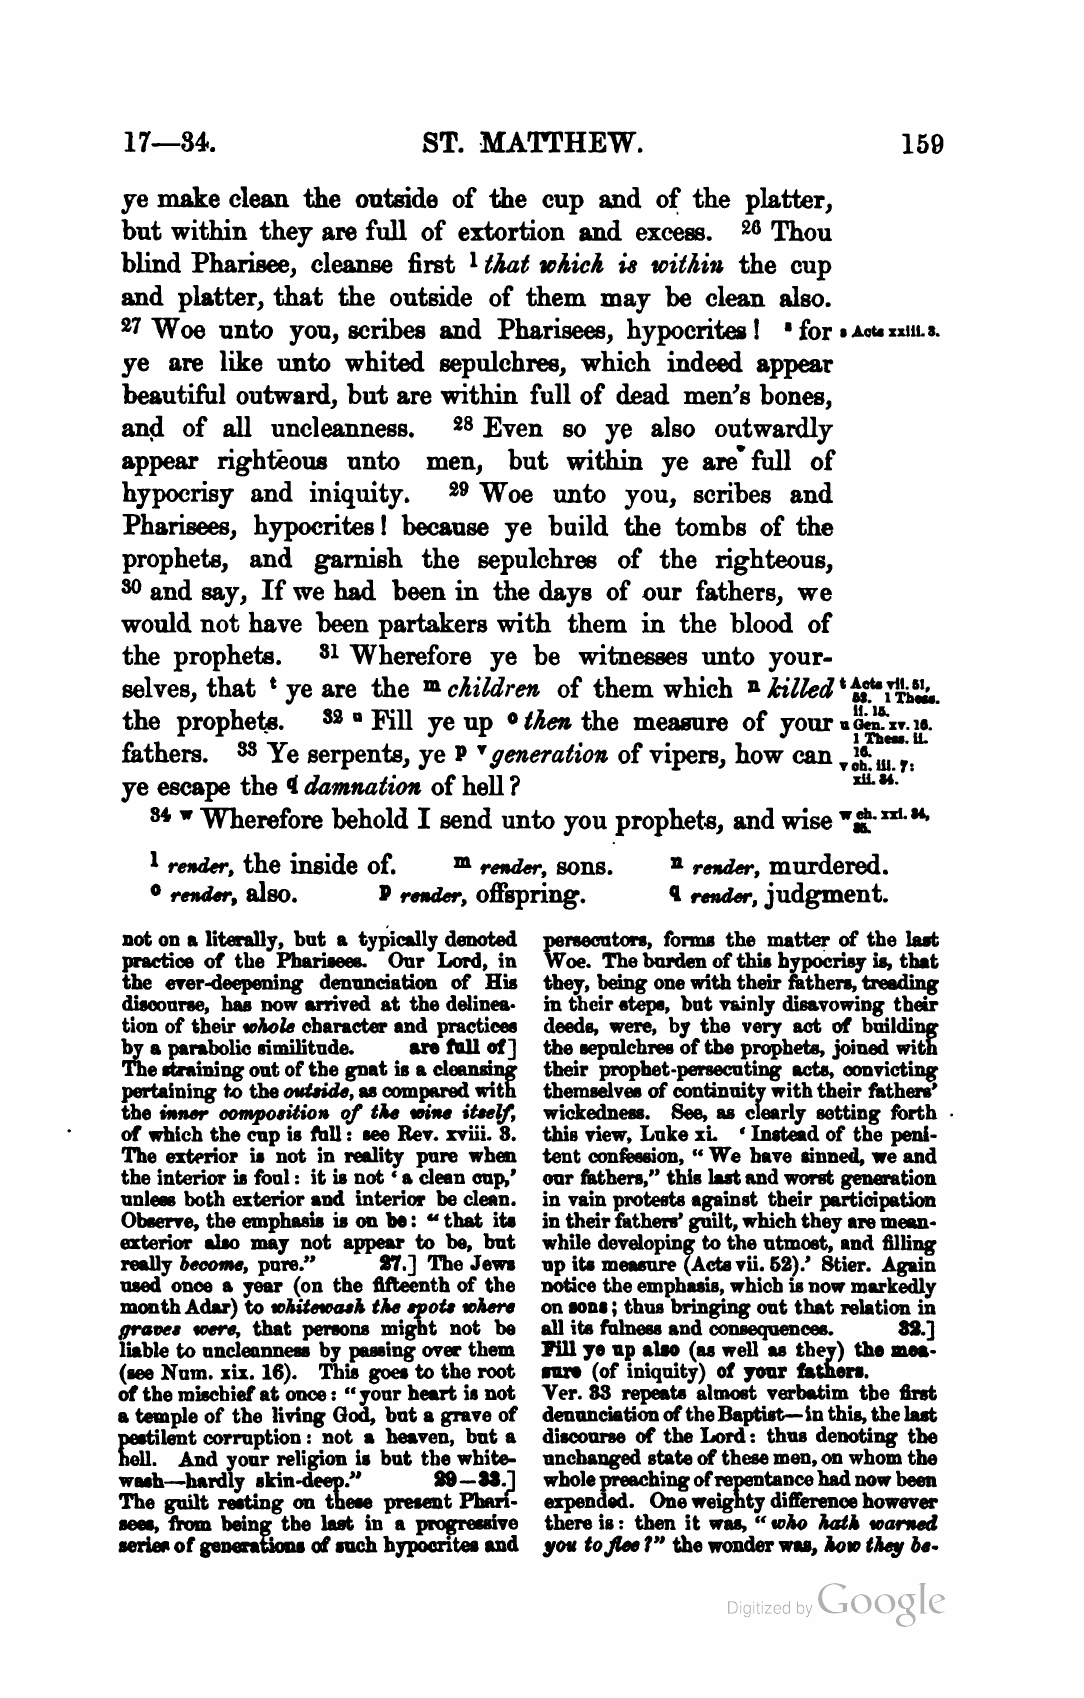 17—34. ST. MATTHEW. 159
ye make clean the outside of the cup and of the platter,
but within they are full of extortion and excess. 26 Thou
blind Pharisee, cleanse first l that which is within the cup
and platter, that the outside of them may be clean also.
27 Woe unto you, scribes and Pharisees, hypocrites! s for
s Acts xxiii. 3.
ye are like unto whited sepulchres, which indeed appear
beautiful outward, but are within full of dead men's bones,
and of all uncleanness. 28 Even so ye also outwardly
appear righteous unto men, but within ye are full of
hypocrisy and iniquity. 29 Woe unto you, scribes and
Pharisees, hypocrites! because ye build the tombs of the
prophets, and garnish the sepulchres of the righteous,
30 and say, If we had been in the days of our fathers, we
would not have been partakers with them in the blood of
the prophets. 31 Wherefore ye be witnesses unto your-
selves, that t ye are the m children of them which n killed
the prophets. 32 u Fill ye up o then the measure of your
fathers. 33 Ye serpents, ye p v generation of vipers, how can
ye escape the q damnation of hell?
t Acts vii. 51,
52. 1 Thess.
ii. 15.
u Gen. xv. 16.
1 Thess. ii.
16.
v ch. iii. 7:
xii. 34.
34 w Wherefore behold I send unto you prophets, and wise
w ch. xxi. 34,
35.
l render, the inside of. m render, sons. n render, murdered.
o render, also. p render, offspring. q render, judgment.
not on a literally, but a typically denoted
practice of the Pharisees. Our Lord, in
the ever-deepening denunciation of His
discourse, has now arrived at the delinea-
tion of their whole character and practices
by a parabolic similitude. are full of]
The straining out of the gnat is a cleansing
pertaining to the outside, as compared with
the inner composition of the wine itself,
of which the cup is full: see Rev. xviii. 3.
The exterior is not in reality pure when
the interior is foul: it is not 'a clean cup,'
unless both exterior and interior be clean.
Observe, the emphasis is on be: "that its
exterior also may not appear to be, but
really become, pure." 27.] The Jews
used once a year (on the fifteenth of the
month Adar) to whitewash the spots where
graves were, that persons might not be
liable to uncleanness by passing over them
(see Num. xix. 16). This goes to the root
of the mischief at once: "your heart is not
a temple of the living God, but a grave of
pestilent corruption: not a heaven, but a
hell. And your religion is but the white-
wash—hardly skin-deep." 29—33.]
The guilt resting on these present Phari-
sees, from being the last in a progressive
series of generations of such hypocrites and
persecutors, forms the matter of the last
Woe. The burden of this hypocrisy is, that
they, being one with their fathers, treading
in their steps, but vainly disavowing their
deeds, were, by the very act of building
the sepulchres of the prophets, joined with
their prophet-persecuting acts, convicting
themselves of continuity with their fathers'
wickedness. See, as clearly setting forth
this view, Luke xi. 'Instead of the peni-
tent confession, "We have sinned, we and
our fathers," this last and worst generation
in vain protests against their participation
in their fathers' guilt, which they are mean-
while developing to the utmost, and filling
up its measure (Acts vii. 52).' Stier. Again
notice the emphasis, which is now markedly
on sons; thus bringing out that relation in
all its fulness and consequences. 32.]
Fill ye up also (as well as they) the mea-
sure (of iniquity) of your fathers.
Ver. 33 repeats almost verbatim the first
denunciation of the Baptist—in this, the last
discourse of the Lord: thus denoting the
unchanged state of these men, on whom the
whole preaching of repentance had now been
expended. One weighty difference however
there is: then it was, "who hath warned
you to flee?" the wonder was, how they be-
Digitized by Google